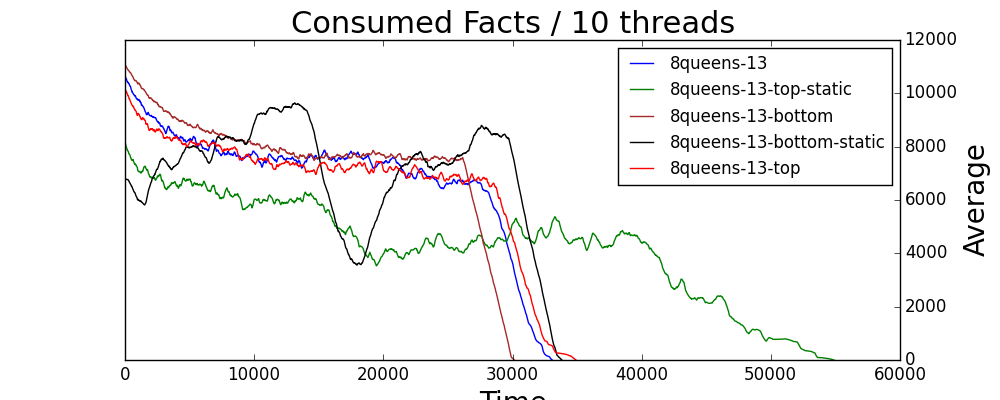 Consumed Facts / 10 threads
8queens-13
8queens-13-top-static
8queens-13-bottom
8queens-13-bottom-static
8queens-13-top
12000
10000
8000
6000
4000
2000
0
Average
0 10000 20000 30000 40000 50000 60000
Time